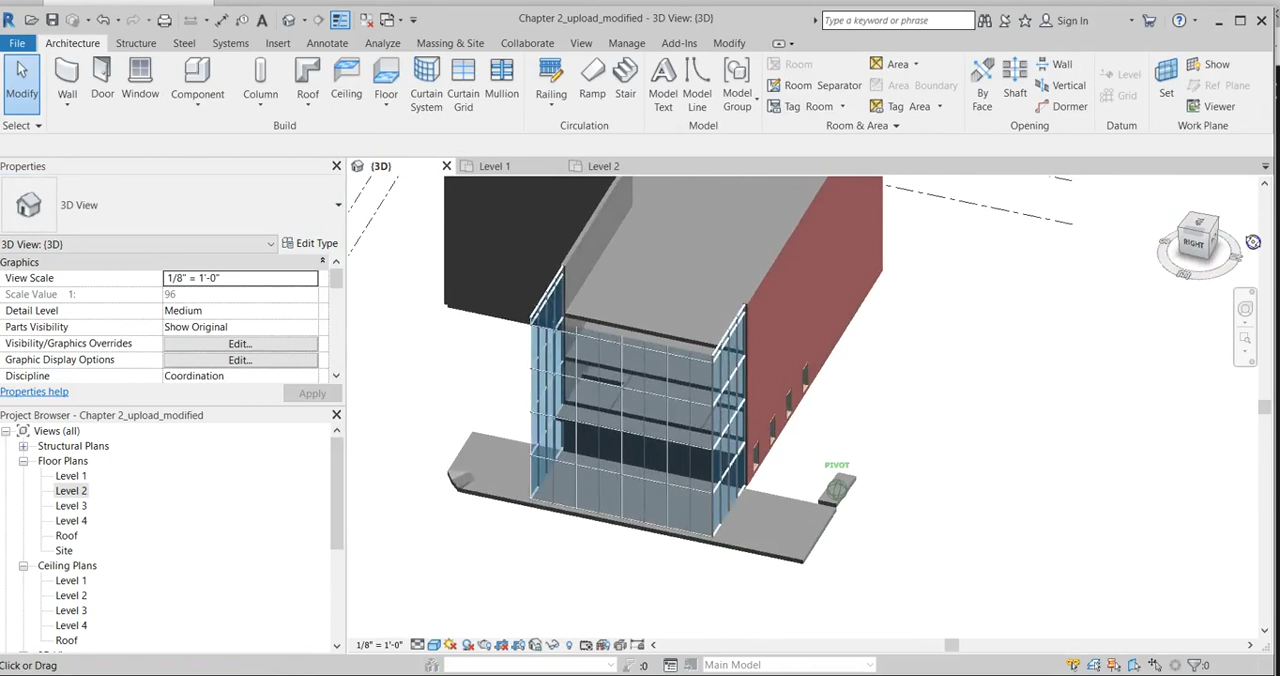 Chapter 2_upload_modified - 3D View: {3D}
Type a keyword or phrase
Sign In
File Architecture Structure Steel Systems Insert Annotate Analyze Massing & Site Collaborate View Manage Add-Ins Modify
Modify Wall Door Window Component Column Roof Ceiling Floor Curtain System Curtain Grid Mullion Railing Ramp Stair Model Text Model Line Model Group
Room Area
Room Separator Area Boundary
Tag Room Tag Area
By Face Shaft Wall Vertical Dormer
Level
Grid
Set Show
Ref Plane
Viewer
Select Build Circulation Model Room & Area Opening Datum Work Plane
Properties
{3D} Level 1 Level 2
3D View
3D View: {3D} Edit Type
Graphics
View Scale 1/8" = 1'-0"
Scale Value 1: 96
Detail Level Medium
Parts Visibility Show Original
Visibility/Graphics Overrides Edit...
Graphic Display Options Edit...
Discipline Coordination
Properties help Apply
Project Browser - Chapter 2_upload_modified
Views (all)
Structural Plans
Floor Plans
Level 1
Level 2
Level 3
Level 4
Roof
Site
Ceiling Plans
Level 1
Level 2
Level 3
Level 4
Roof
RIGHT
PIVOT
1/8" = 1'-0"
Click or Drag
:0 Main Model :0